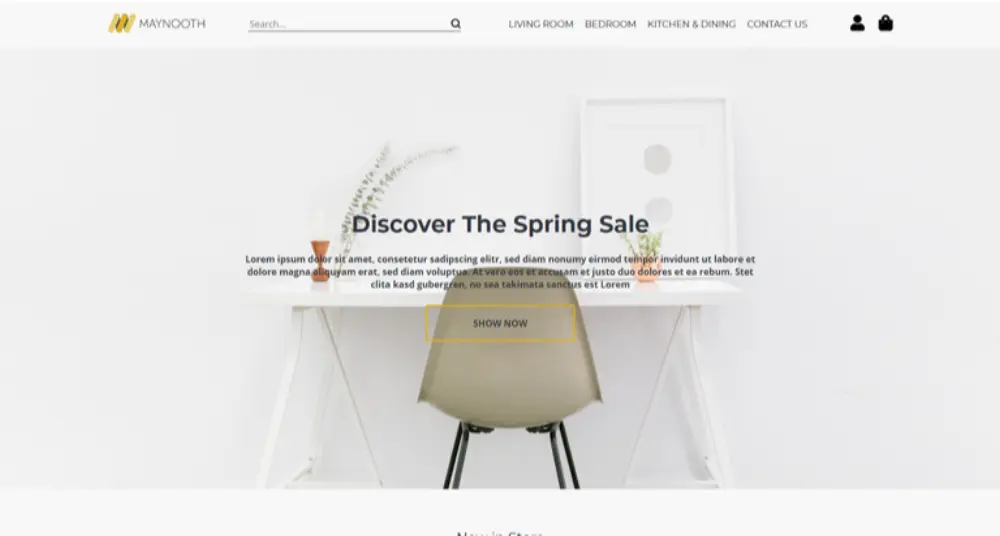 MAYNOOTH
Search...
LIVING ROOM BEDROOM KITCHEN & DINING CONTACT US
Discover The Spring Sale
Lorem ipsum dolor sit amet, consetetur sadipscing elitr, sed diam nonumy eirmod tempor invidunt ut labore et
dolore magna aliquyam erat, sed diam voluptua. At vero eos et accusam et justo duo dolores et ea rebum. Stet
clita kasd gubergren, no sea takimata sanctus est Lorem
SHOW NOW
New in Store